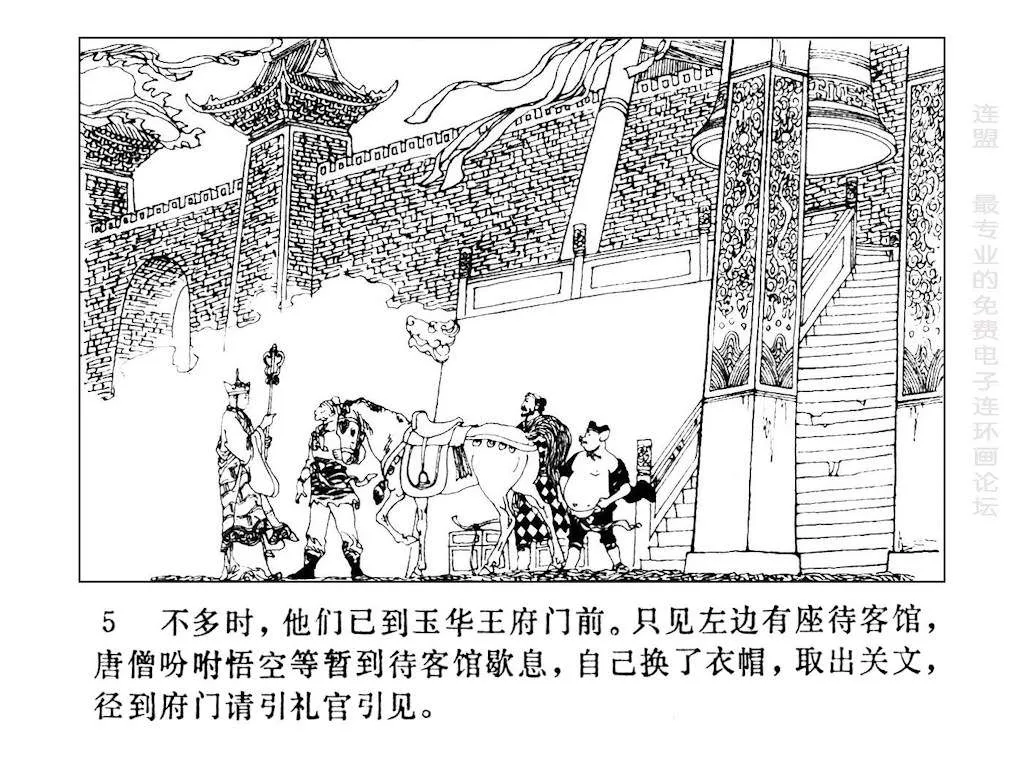 5 不多时，他们已到玉华王府门前。只见左边有座待客馆，
唐僧吩咐悟空等暂到待客馆歇息，自己换了衣帽，取出关文，
径到府门请引礼官引见。
连盟 最专业的免费电子连环画论坛